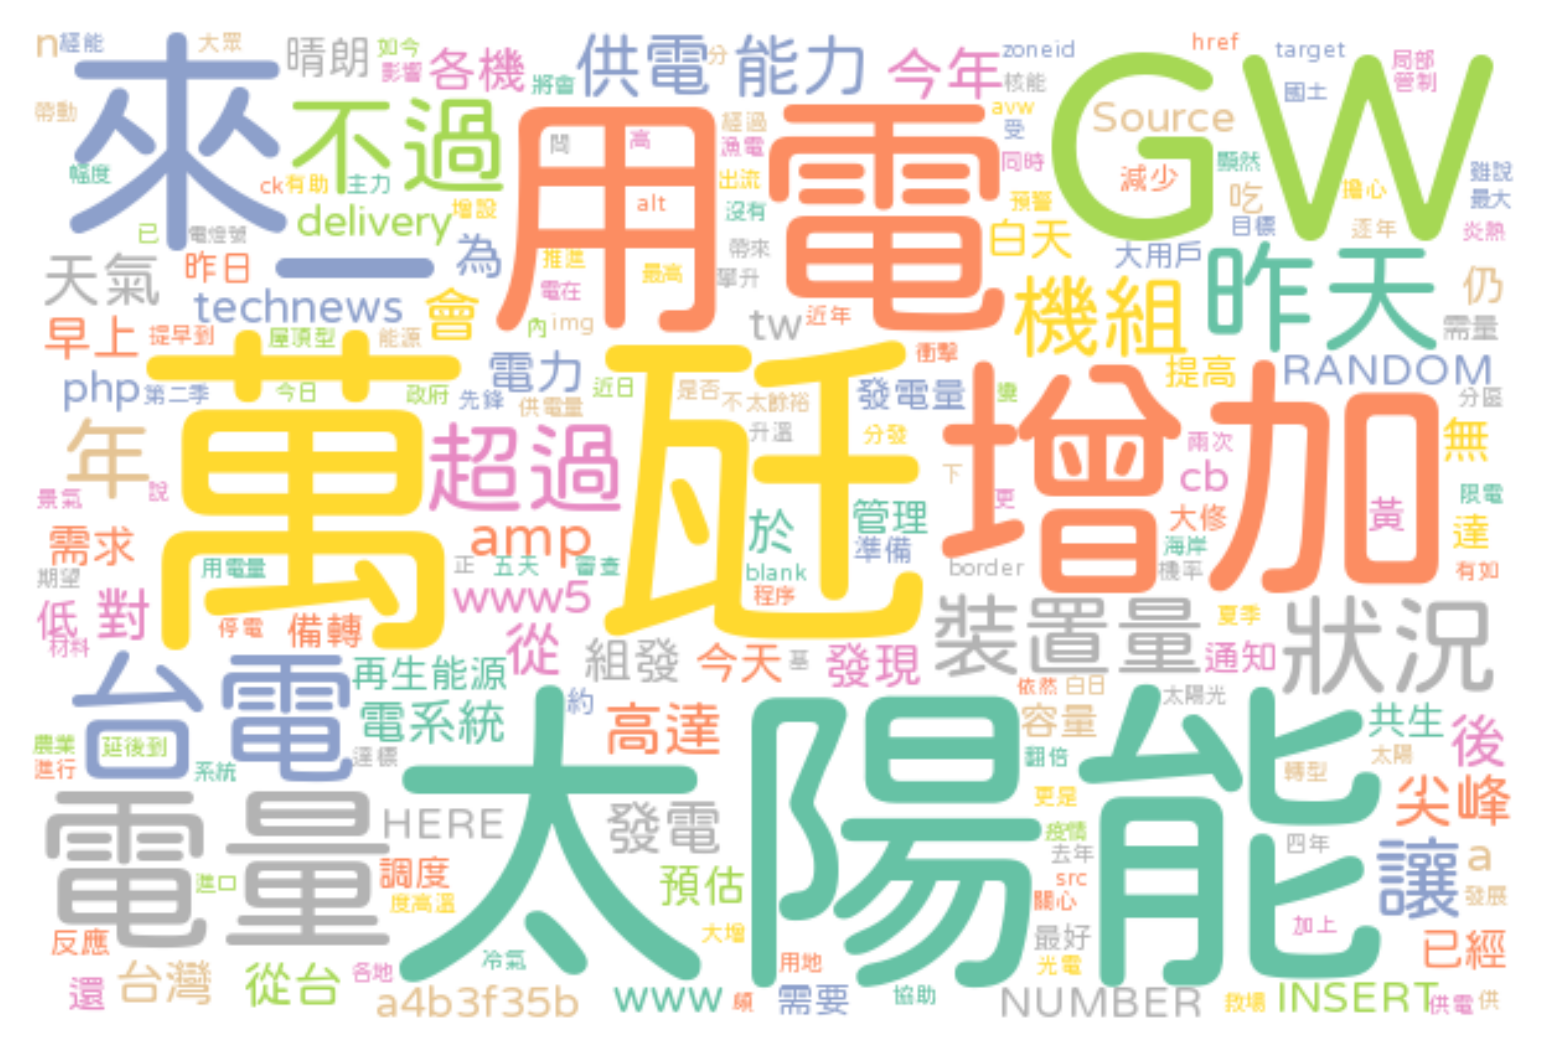 n 經能 大眾 晴朗 如今 影響 各機 將會 供電 分 能力 今年 zoneid 核能 href target 局部 管制 國土
帶動 來 不過 用電 GW
幅度 ck 有助 主力 增設 delivery 已 電燈號
閥 高 alt 經過 漁電 出流 沒有 帶來 攀升
avw 受 同時 預警 Source 減少 顯然 吃 目標 擔心 逐年 雖說 最大 炎熱
天氣 昨日 一 為 推進 電在 最高 白天 大用戶 昨天 仍
technews 會 內 img tw 近年 機組 需量
早上 提早到 屋頂型 能源 電力 衝擊 提高 RANDOM
php 第二季 今日 政府 先鋒 供電量 近日 是否 不太餘裕 發電量 變 分區
年 萬 超過 瓩 升溫 分發 增加 兩次 無
景氣 說 下 更 cb 黃 限電
需求 amp 於 管理 準備 大修 海岸 達
期望 用電量 正 五天 審查 blank 程序 border 機率 有如
低 對 材料 停電 備轉 www5 從 裝置量 夏季 通知 狀況
台電 再生能源 組發 今天 基 發現 依然 白日 太陽光
農業 進行 延後到 系統 電系統 達標 約 高達 太陽能 容量 翻倍 共生 太陽 轉型 後
電量 HERE 發電 更是 疫情 去年 四年 尖峰
進口 調度 度高溫 預估 src 關心 讓 a 發展
反應 冷氣 大增 最好 光電 加上 已經
還 台灣 從台 各地 a4b3f35b www 頻 用地 需要 協助 NUMBER 救場 INSERT 供電 供